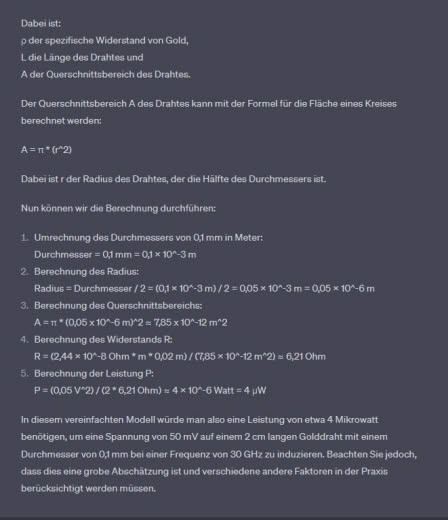 Dabei ist:
ρ der spezifische Widerstand von Gold,
L die Länge des Drahtes und
A der Querschnittsbereich des Drahtes.
Der Querschnittsbereich A des Drahtes kann mit der Formel für die Fläche eines Kreises
berechnet werden:
A = π * (r^2)
Dabei ist r der Radius des Drahtes, der die Hälfte des Durchmessers ist.
Nun können wir die Berechnung durchführen:
1. Umrechnung des Durchmessers von 0,1 mm in Meter:
Durchmesser = 0,1 mm = 0,1 × 10^-3 m
2. Berechnung des Radius:
Radius = Durchmesser / 2 = (0,1 × 10^-3 m) / 2 = 0,05 × 10^-3 m = 0,05 × 10^-6 m
3. Berechnung des Querschnittsbereichs:
A = π * (0,05 x 10^-6 m)^2 ≈ 7,85 x 10^-12 m^2
4. Berechnung des Widerstands R:
R = (2,44 × 10^-8 Ohm * m * 0,02 m) / (7,85 × 10^-12 m^2) ≈ 6,21 Ohm
5. Berechnung der Leistung P:
P = (0,05 V^2) / (2 * 6,21 Ohm) ≈ 4 × 10^-6 Watt = 4 μW
In diesem vereinfachten Modell würde man also eine Leistung von etwa 4 Mikrowatt
benötigen, um eine Spannung von 50 mV auf einem 2 cm langen Golddraht mit einem
Durchmesser von 0,1 mm bei einer Frequenz von 30 GHz zu induzieren. Beachten Sie jedoch,
dass dies eine grobe Abschätzung ist und verschiedene andere Faktoren in der Praxis
berücksichtigt werden müssen.